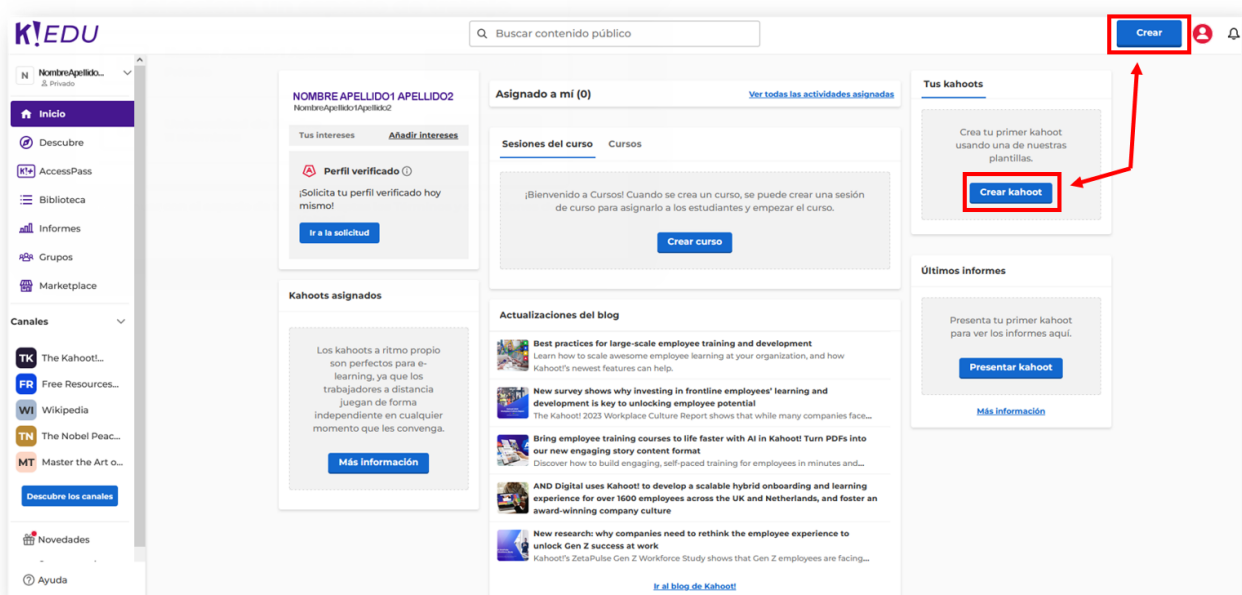 K!EDU
Buscar contenido público
Crear
N
NombreApellido...
Privado
Inicio
Descubre
K!+ AccessPass
Biblioteca
Informes
Grupos
Marketplace
Canales
TK The Kahoot!...
FR Free Resources...
WI Wikipedia
TN The Nobel Peac...
MT Master the Art o...
Descubre los canales
Novedades
Ayuda
NOMBRE APELLIDO1 APELLIDO2
NombreApellido1Apellido2
Tus intereses Añadir intereses
Perfil verificado
¡Solicita tu perfil verificado hoy
mismo!
Ir a la solicitud
Kahoots asignados
Los kahoots a ritmo propio
son perfectos para e-
learning, ya que los
trabajadores a distancia
juegan de forma
independiente en cualquier
momento que les convenga.
Más información
Asignado a mí (0) Ver todas las actividades asignadas
Sesiones del curso Cursos
¡Bienvenido a Cursos! Cuando se crea un curso, se puede crear una sesión
de curso para asignarlo a los estudiantes y empezar el curso.
Crear curso
Actualizaciones del blog
Best practices for large-scale employee training and development
Learn how to scale awesome employee learning at your organization, and how
Kahoot!'s newest features can help.
New survey shows why investing in frontline employees' learning and
development is key to unlocking employee potential
The Kahoot! 2023 Workplace Culture Report shows that while many companies face...
Bring employee training courses to life faster with AI in Kahoot! Turn PDFs into
our new engaging story content format
Discover how to build engaging, self-paced training for employees in minutes and...
AND Digital uses Kahoot! to develop a scalable hybrid onboarding and learning
experience for over 1600 employees across the UK and Netherlands, and foster an
award-winning company culture
New research: why companies need to rethink the employee experience to
unlock Gen Z success at work
Kahoot!'s ZetaPulse Gen Z Workforce Study shows that Gen Z employees are facing...
Ir al blog de Kahoot!
Tus kahoots
Crea tu primer kahoot
usando una de nuestras
plantillas.
Crear kahoot
Últimos informes
Presenta tu primer kahoot
para ver los informes aquí.
Presentar kahoot
Más información